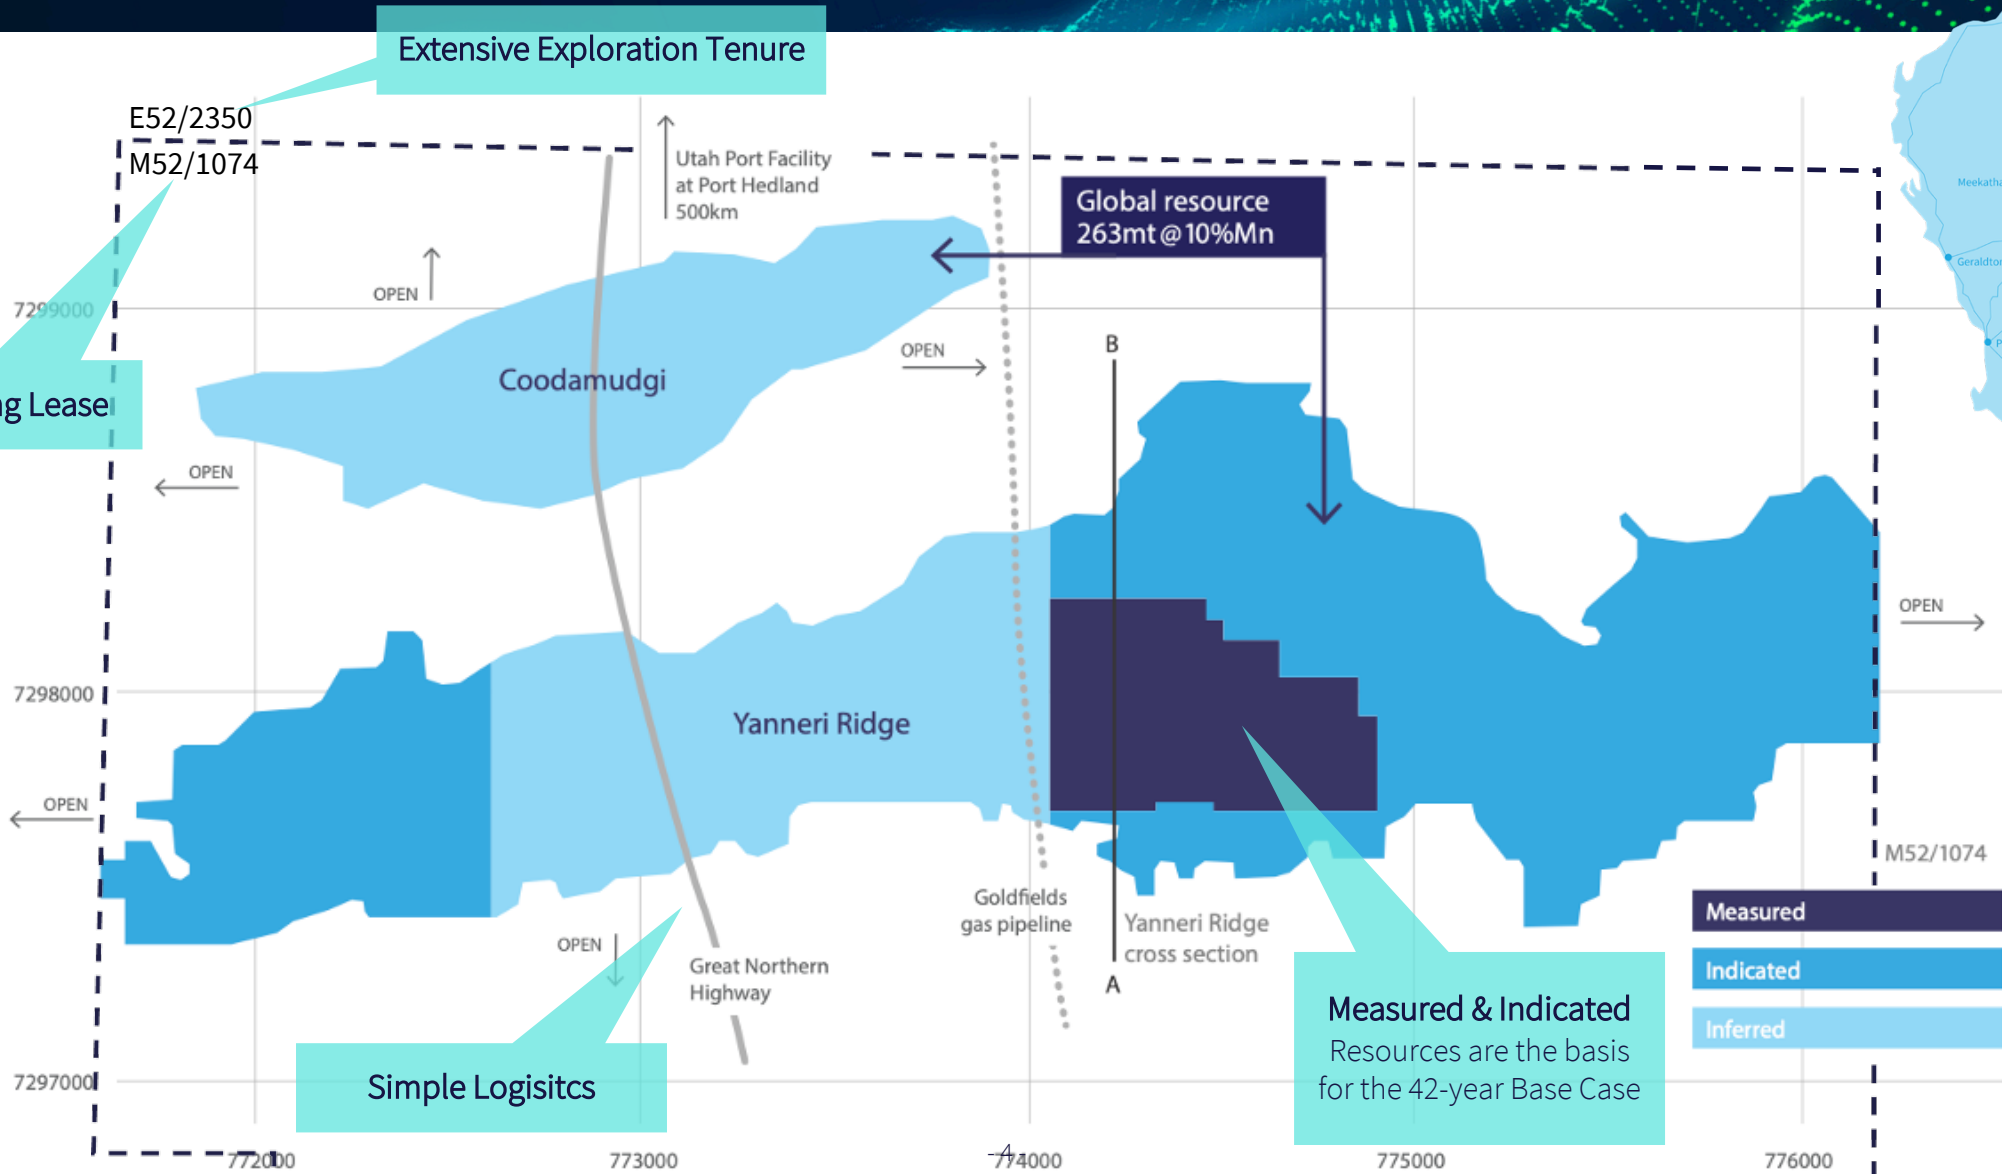 Extensive Exploration Tenure
E52/2350
M52/1074
Utah Port Facility
at Port Hedland
500km
Global resource
263mt@10%Mn
OPEN
7299000
OPEN
B
Coodamudgi
Lease
OPEN
OPEN
7298000
Yanneri Ridge
OPEN
M52/1074
Goldfields
gas pipeline
Yanneri Ridge
cross section
A
OPEN
Great Northern
Highway
Measured
Indicated
Inferred
Measured & Indicated
Resources are the basis
for the 42-year Base Case
Simple Logisitcs
7297000
772000
773000
-4-
774000
775000
776000